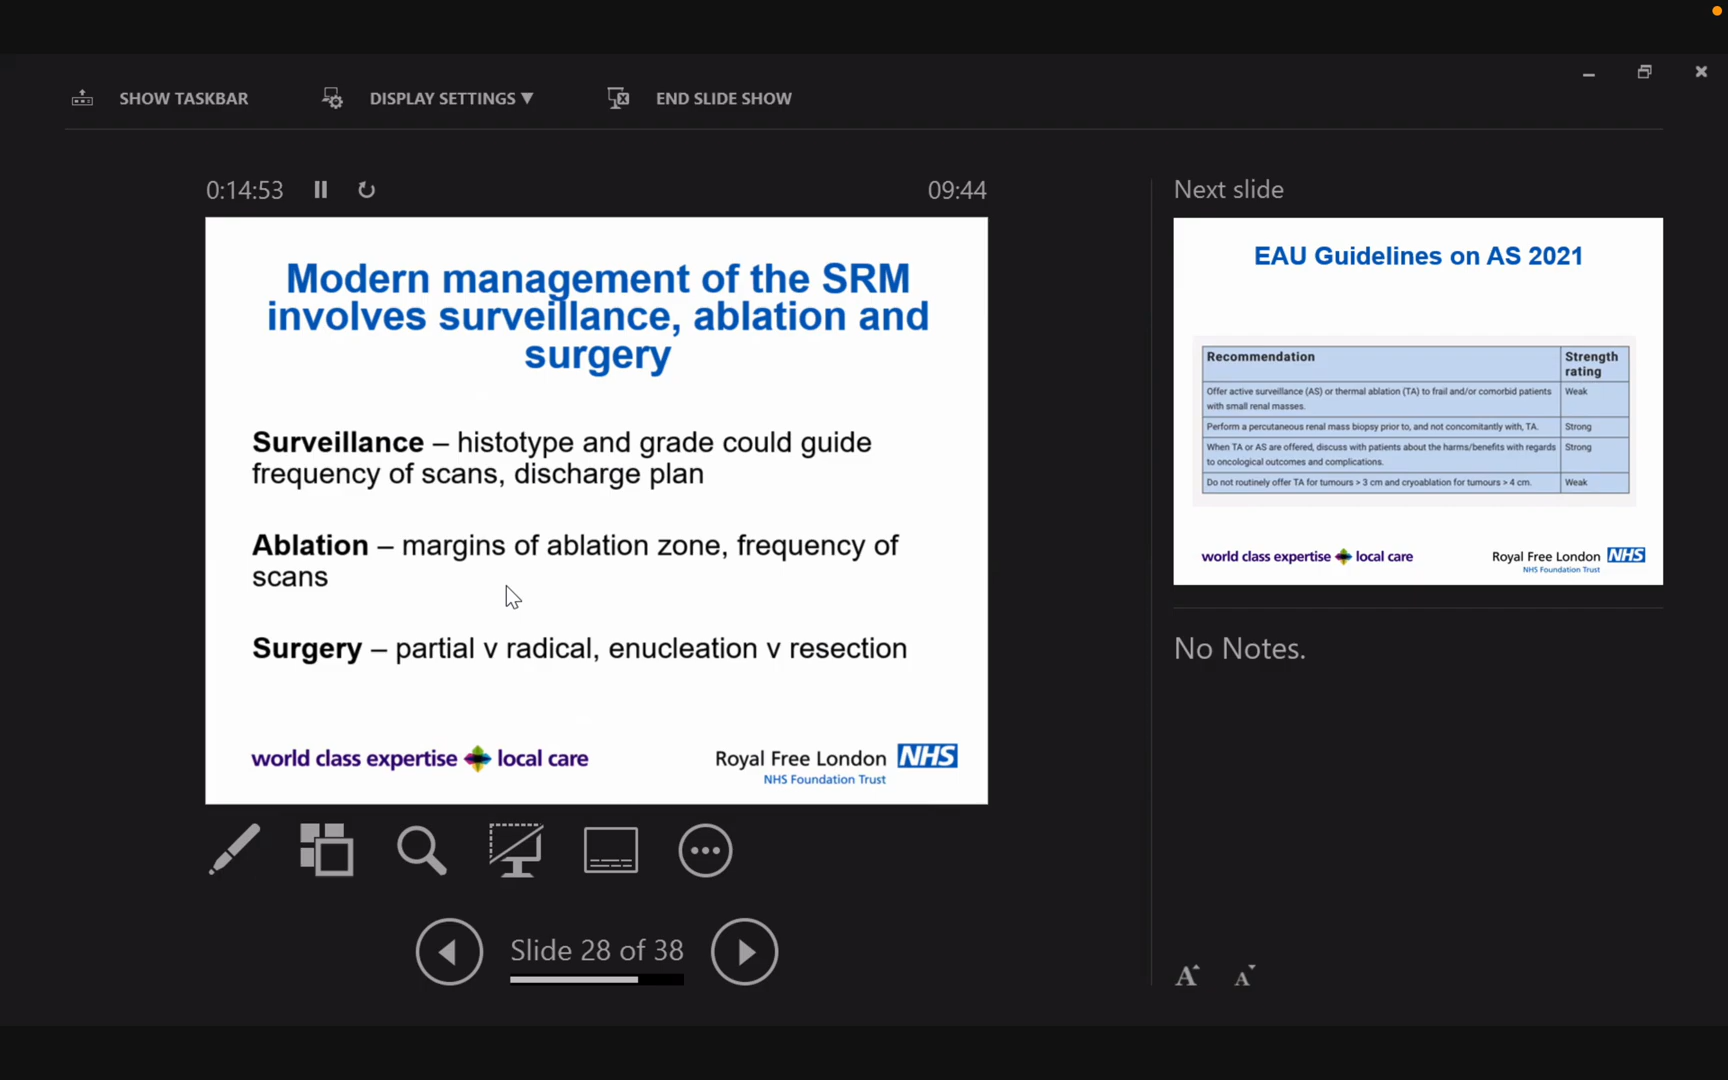 SHOW TASKBAR
DISPLAY SETTINGS ▼
END SLIDE SHOW
0:14:53
09:44
Modern management of the SRM
involves surveillance, ablation and
surgery
Surveillance – histotype and grade could guide
frequency of scans, discharge plan
Ablation – margins of ablation zone, frequency of
scans
Surgery – partial v radical, enucleation v resection
world class expertise local care
Royal Free London NHS
NHS Foundation Trust
Slide 28 of 38
Next slide
EAU Guidelines on AS 2021
Recommendation
Strength
rating
Offer active surveillance (AS) or thermal ablation (TA) to frail and/or comorbid patients
with small renal masses.
Weak
Perform a percutaneous renal mass biopsy prior to, and not concomitantly with, TA.
Strong
When TA or AS are offered, discuss with patients about the harms/benefits with regards
to oncological outcomes and complications.
Strong
Do not routinely offer TA for tumours > 3 cm and cryoablation for tumours > 4 cm.
Weak
world class expertise local care
Royal Free London NHS
NHS Foundation Trust
No Notes.
A A